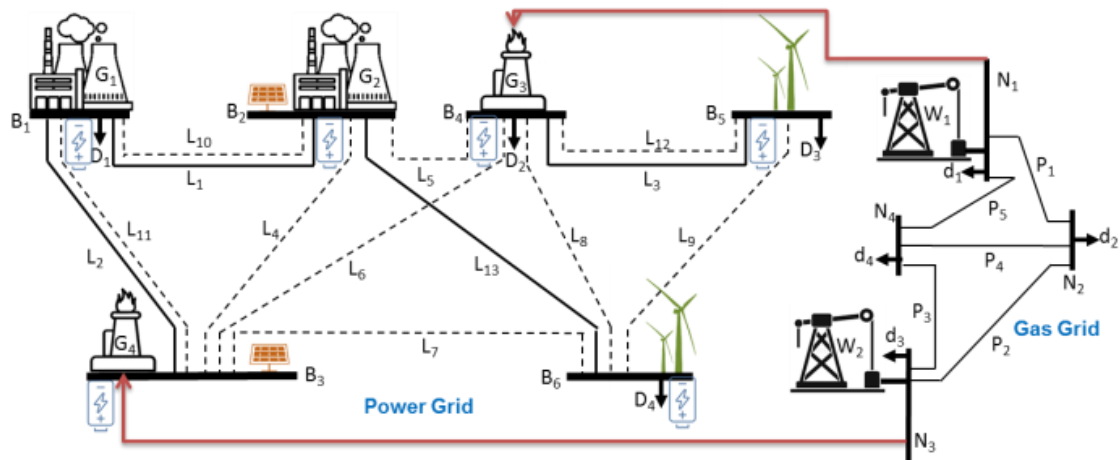 G₁
G₂
G₃
N₁
W₁
B₁
B₂
B₄
B₅
D₁
L₁₀
L₁
L₅
D₂
L₁₂
L₃
D₃
d₁
P₁
P₅
N₄
d₂
d₄
P₄
N₂
L₁₁
L₂
L₄
L₆
L₁₃
L₈
L₉
P₃
G₄
L₇
W₂
d₃
P₂
Gas Grid
B₃
B₆
D₄
Power Grid
N₃